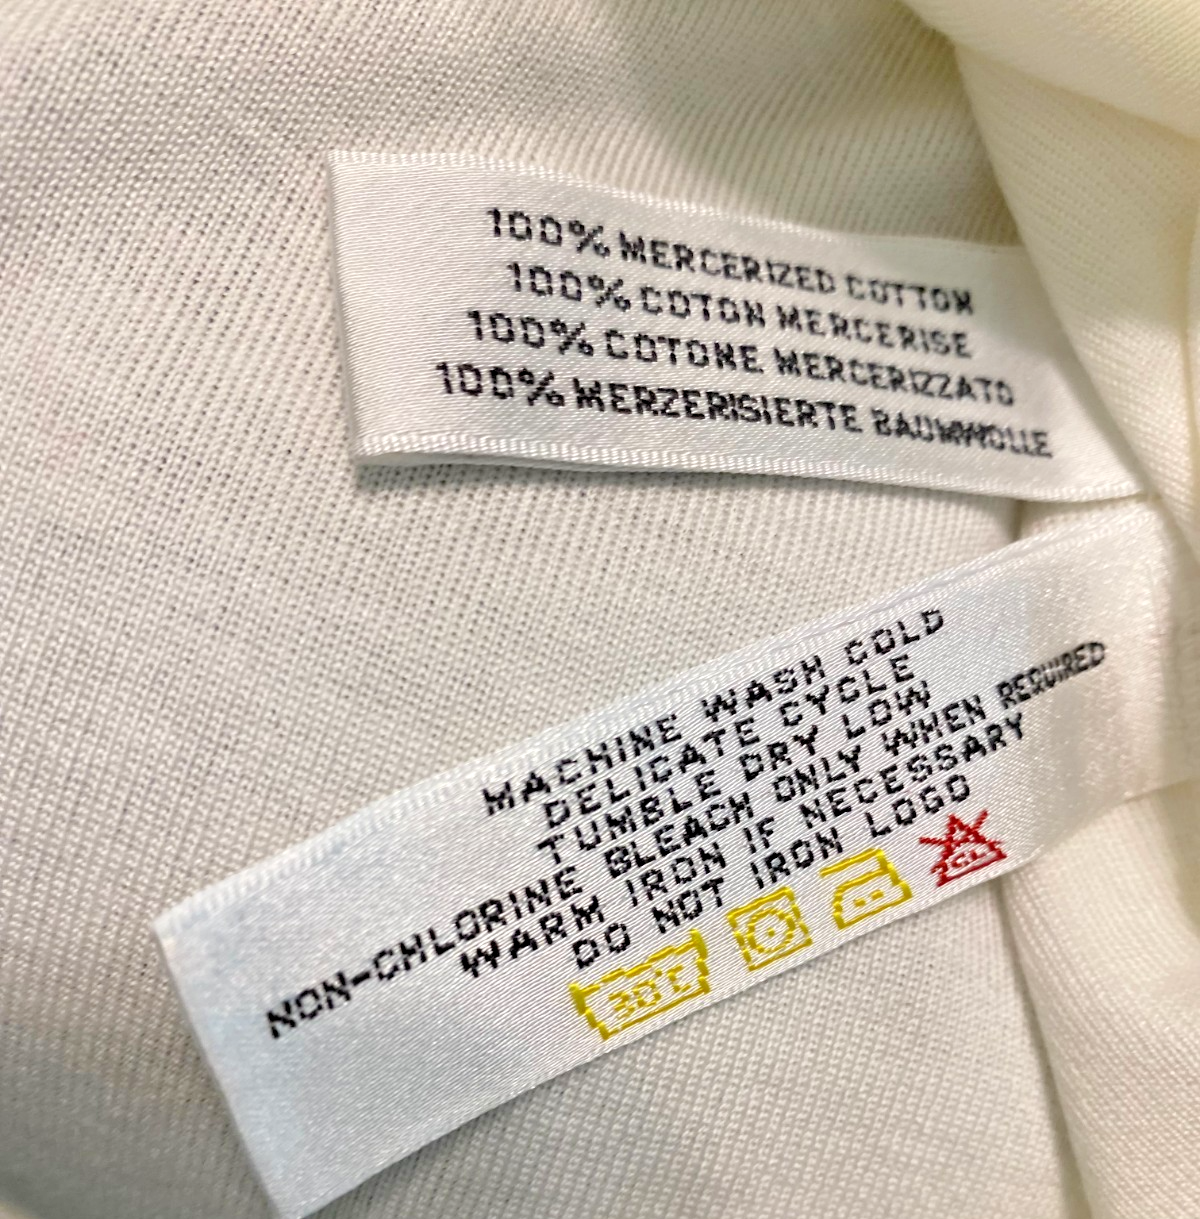 100% MERCERIZED COTTON
100% COTON MERCERISE
100% COTONE MERCERIZZATO
100% MERZERISIERTE BAUMWOLLE
MACHINE WASH COLD
DELICATE CYCLE
TUMBLE DRY LOW
NON-CHLORINE BLEACH ONLY WHEN REQUIRED
WARM IRON IF NECESSARY
DO NOT IRON LOGO
30°C
CL